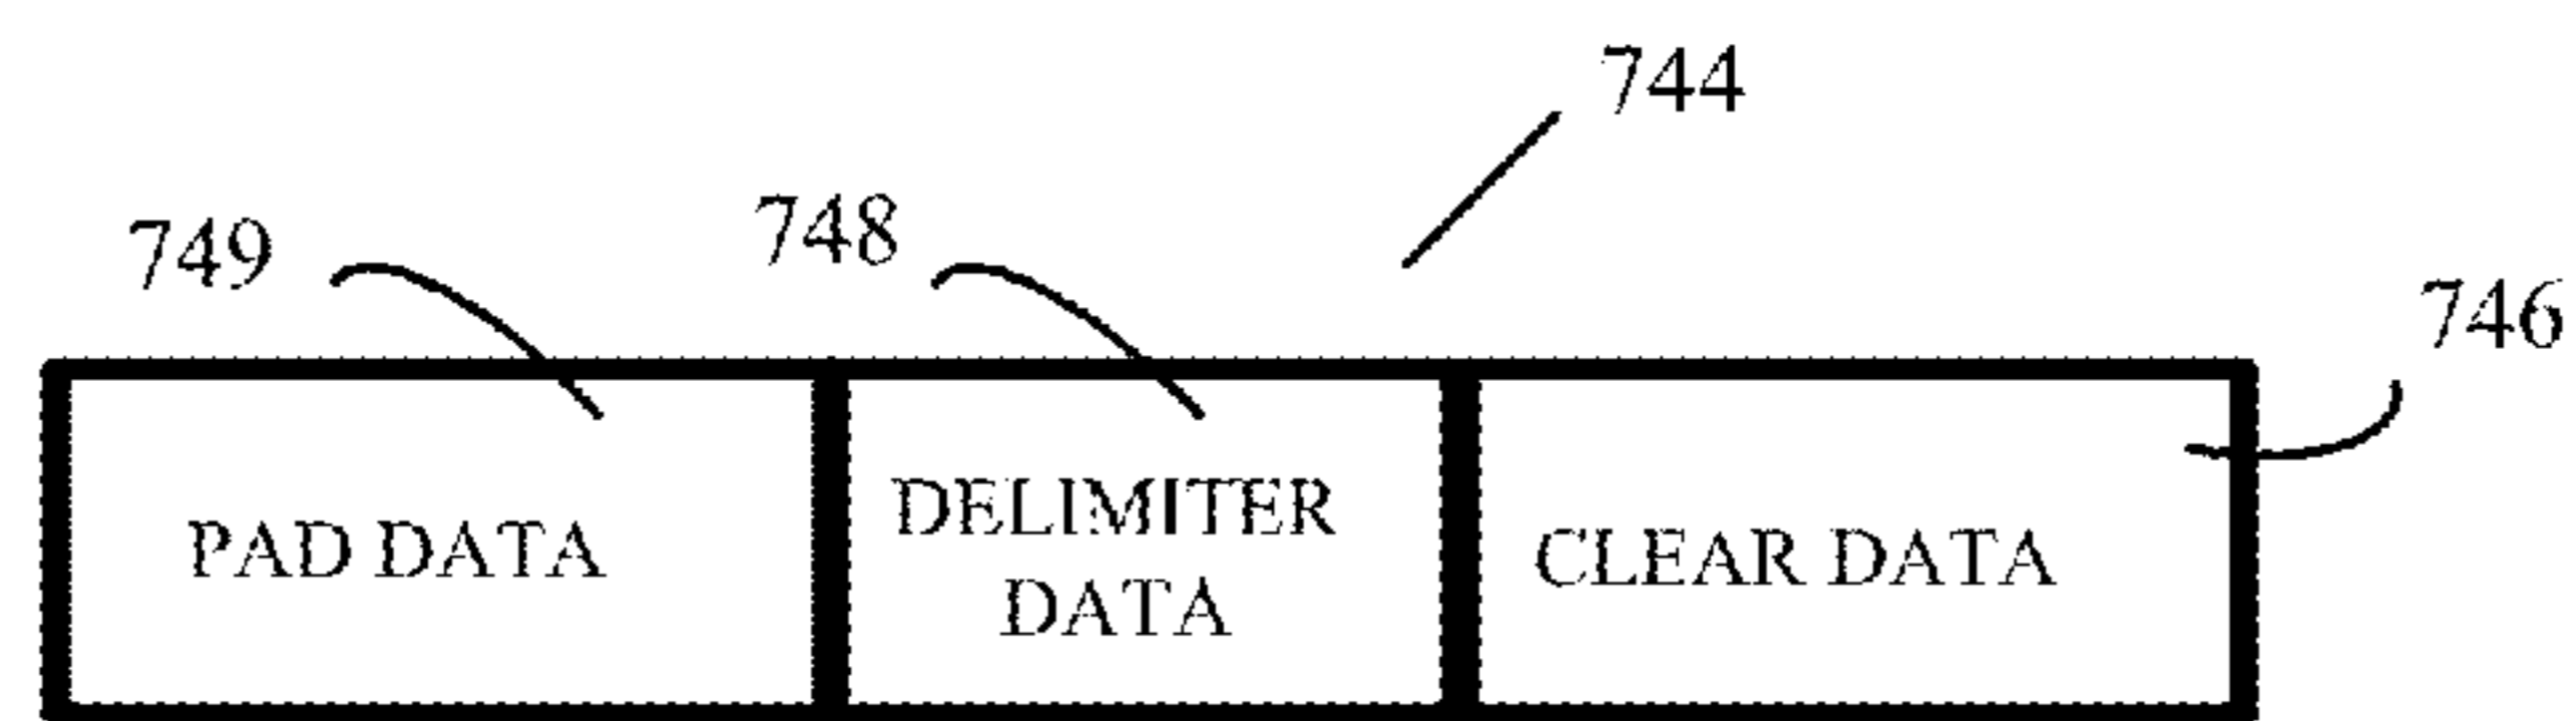 744
749
748
746
PAD DATA
DELIMITER
DATA
CLEAR DATA